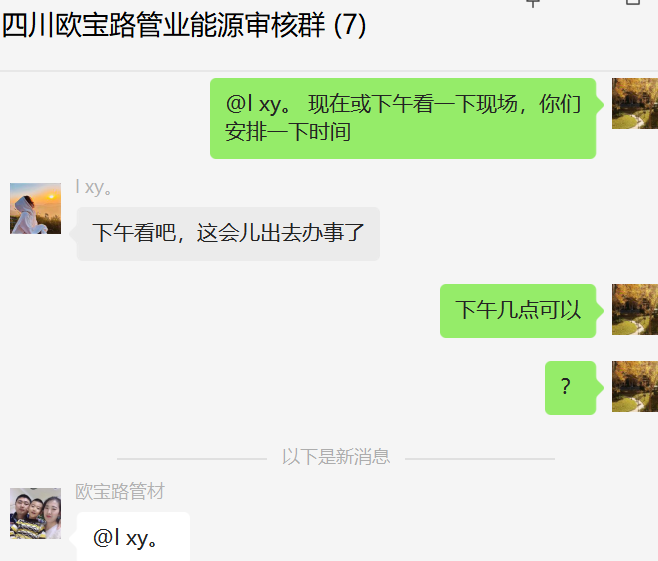 四川欧宝路管业能源审核群 (7)
@l xy。 现在或下午看一下现场，你们
安排一下时间
l xy。
下午看吧，这会儿出去办事了
下午几点可以
？
以下是新消息
欧宝路管材
@l xy。